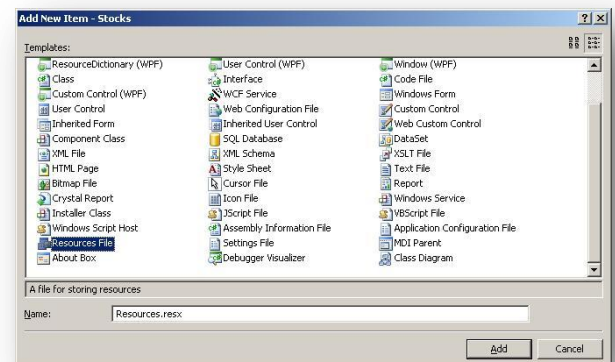 Add New Item - Stocks
Templates:
ResourceDictionary (WPF) User Control (WPF) Window (WPF)
Class Interface Code File
Custom Control (WPF) WCF Service Windows Form
User Control Web Configuration File Custom Control
Inherited Form Inherited User Control Web Custom Control
Component Class SQL Database DataSet
XML File XML Schema XSLT File
HTML Page Style Sheet Text File
Bitmap File Cursor File Report
Crystal Report Icon File Windows Service
Installer Class JScript File VBScript File
Windows Script Host Assembly Information File Application Configuration File
Resources File Settings File MDI Parent
About Box Debugger Visualizer Class Diagram
A file for storing resources
Name: Resources.resx
Add Cancel